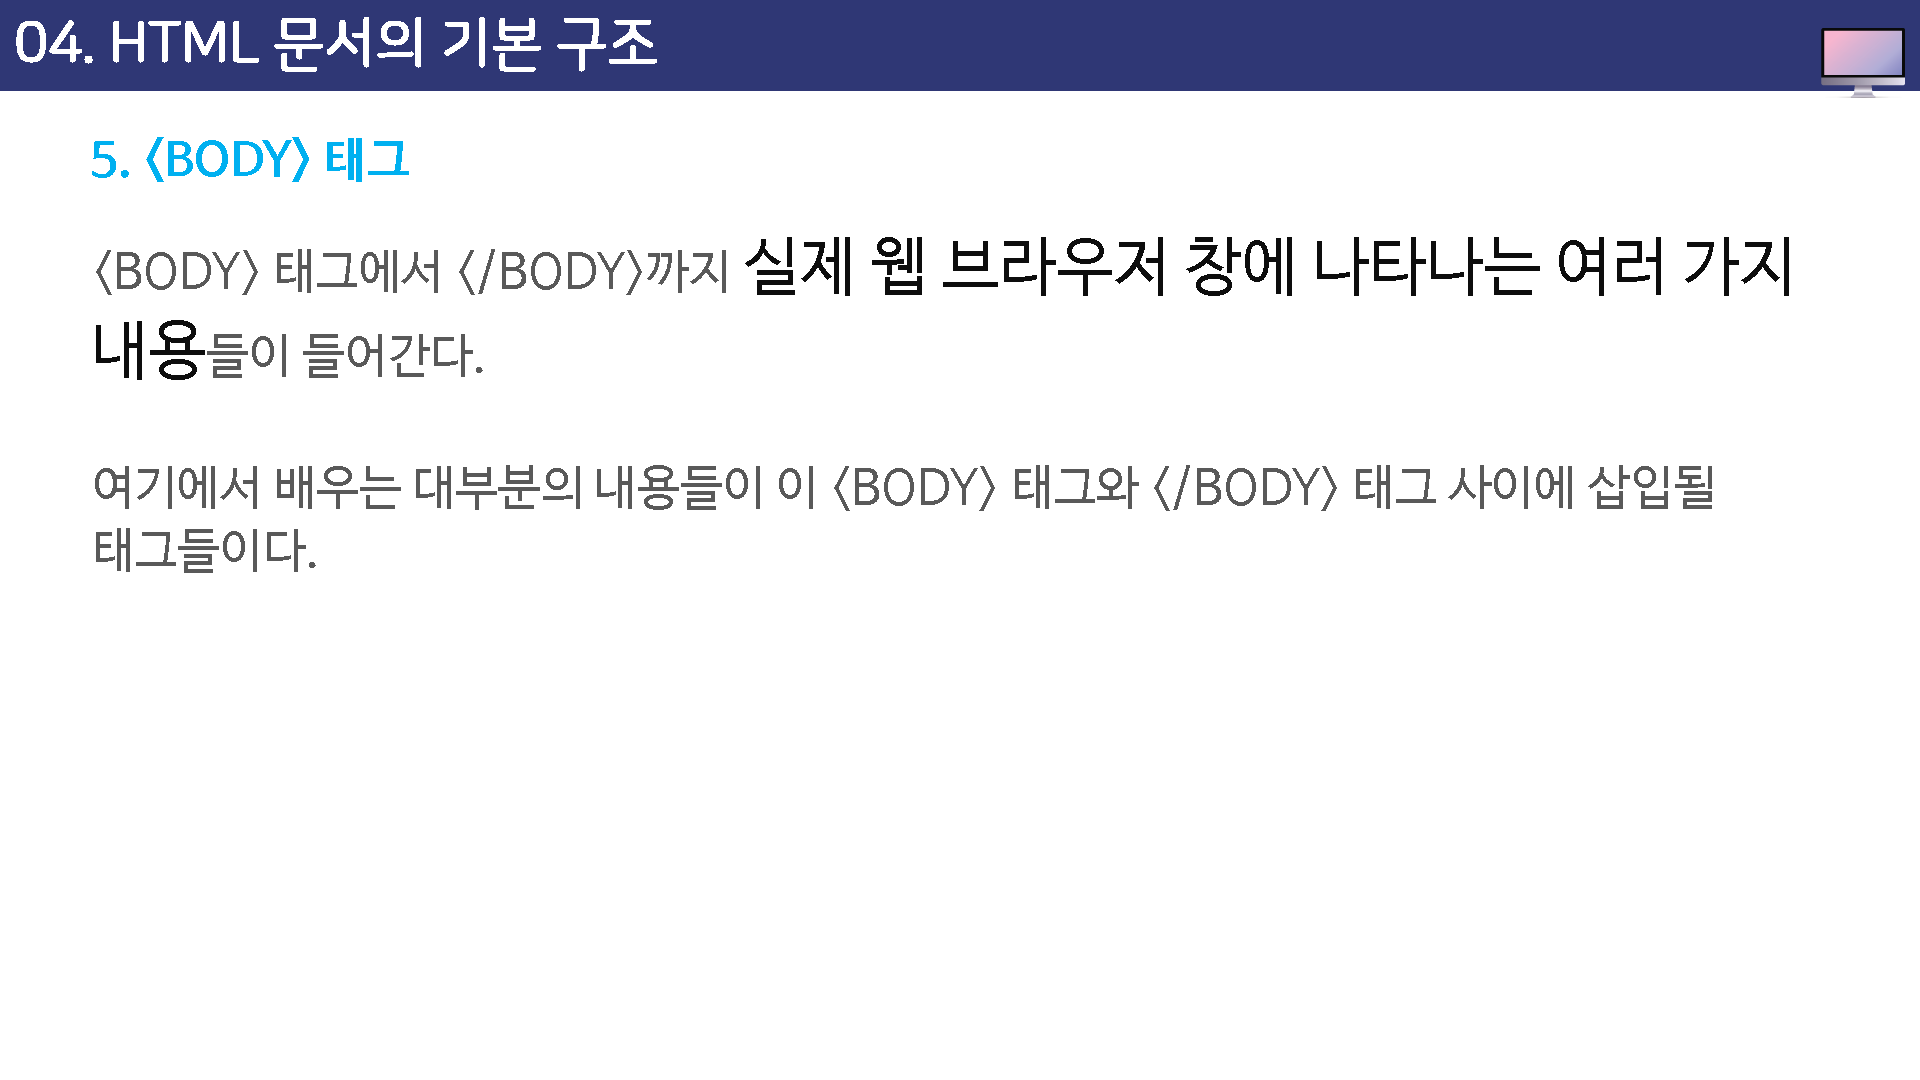 04. HTML 문서의 기본 구조
5. 〈BODY〉 태그
〈BODY〉 태그에서 〈/BODY〉까지 실제 웹 브라우저 창에 나타나는 여러 가지
내용들이 들어간다.
여기에서 배우는 대부분의 내용들이 이 〈BODY〉 태그와 〈/BODY〉 태그 사이에 삽입될
태그들이다.